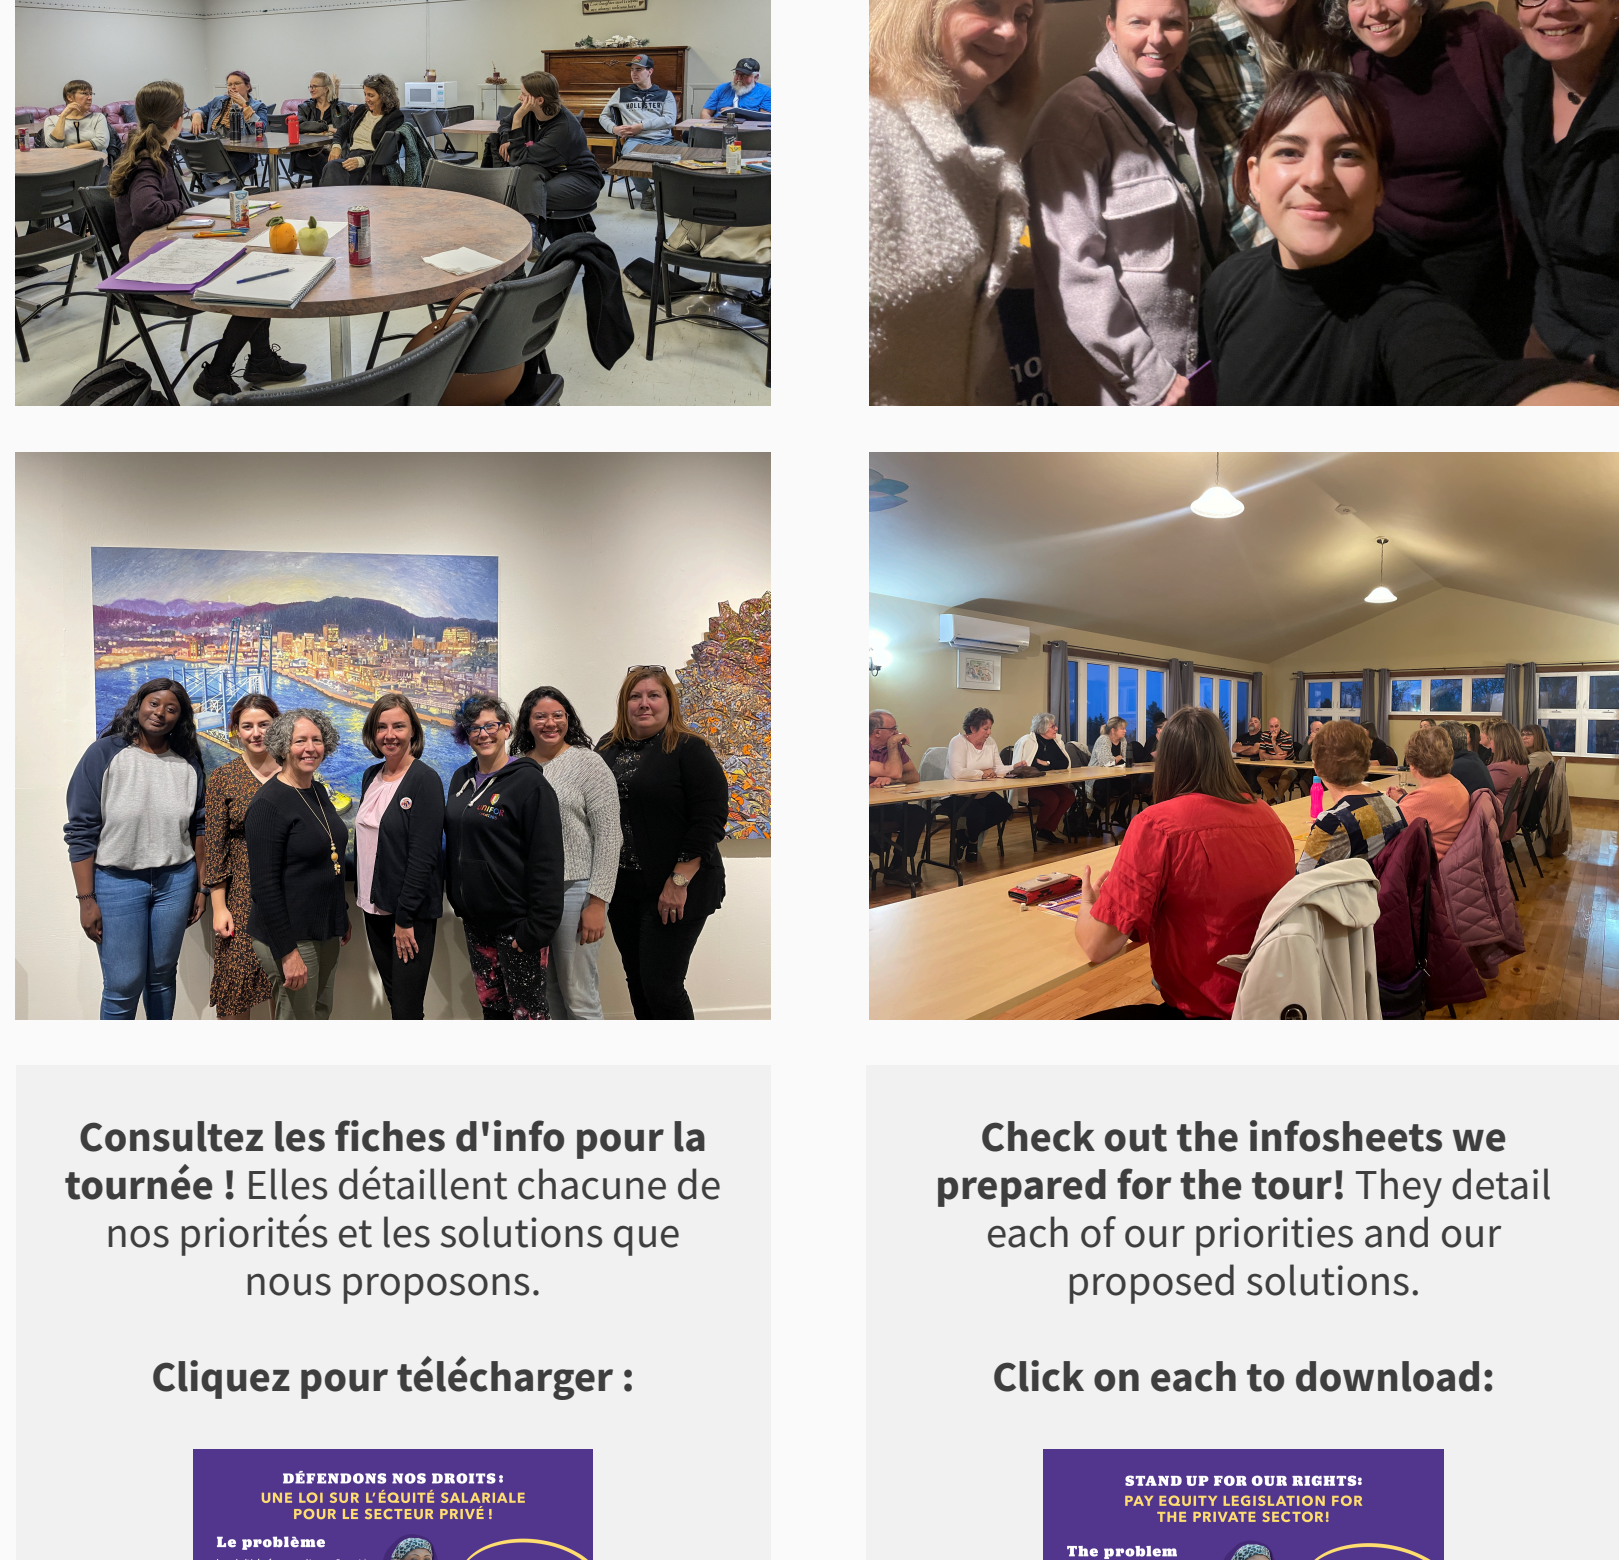 HOLLISTER
UNIFOR
Consultez les fiches d'info pour la
tournée ! Elles détaillent chacune de
nos priorités et les solutions que
nous proposons.
Cliquez pour télécharger :
DÉFENDONS NOS DROITS :
UNE LOI SUR L'ÉQUITÉ SALARIALE
POUR LE SECTEUR PRIVÉ !
Le problème
Check out the infosheets we
prepared for the tour! They detail
each of our priorities and our
proposed solutions.
Click on each to download:
STAND UP FOR OUR RIGHTS:
PAY EQUITY LEGISLATION FOR
THE PRIVATE SECTOR!
The problem